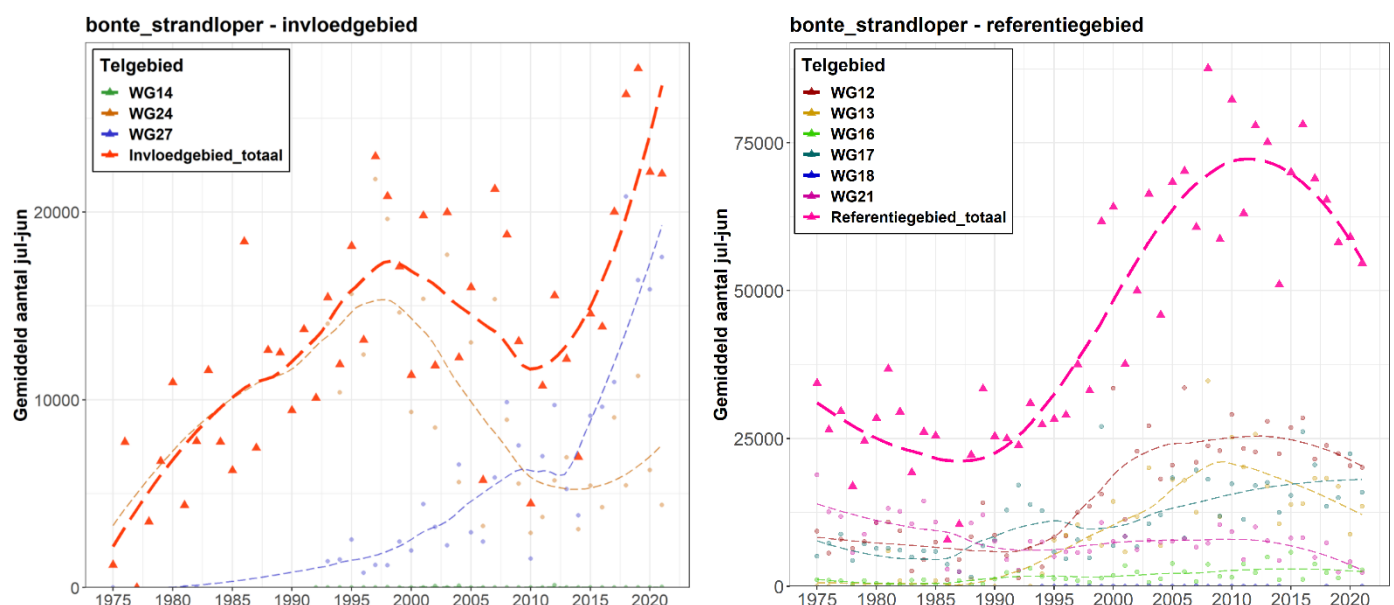 bonte_strandloper - invloedgebied
Telgebied
WG14
WG24
WG27
Invloedgebied_totaal
Gemiddeld aantal jul-jun
20000
10000
0
1975 1980 1985 1990 1995 2000 2005 2010 2015 2020
bonte_strandloper - referentiegebied
Telgebied
WG12
WG13
WG16
WG17
WG18
WG21
Referentiegebied_totaal
Gemiddeld aantal jul-jun
75000
50000
25000
0
1975 1980 1985 1990 1995 2000 2005 2010 2015 2020